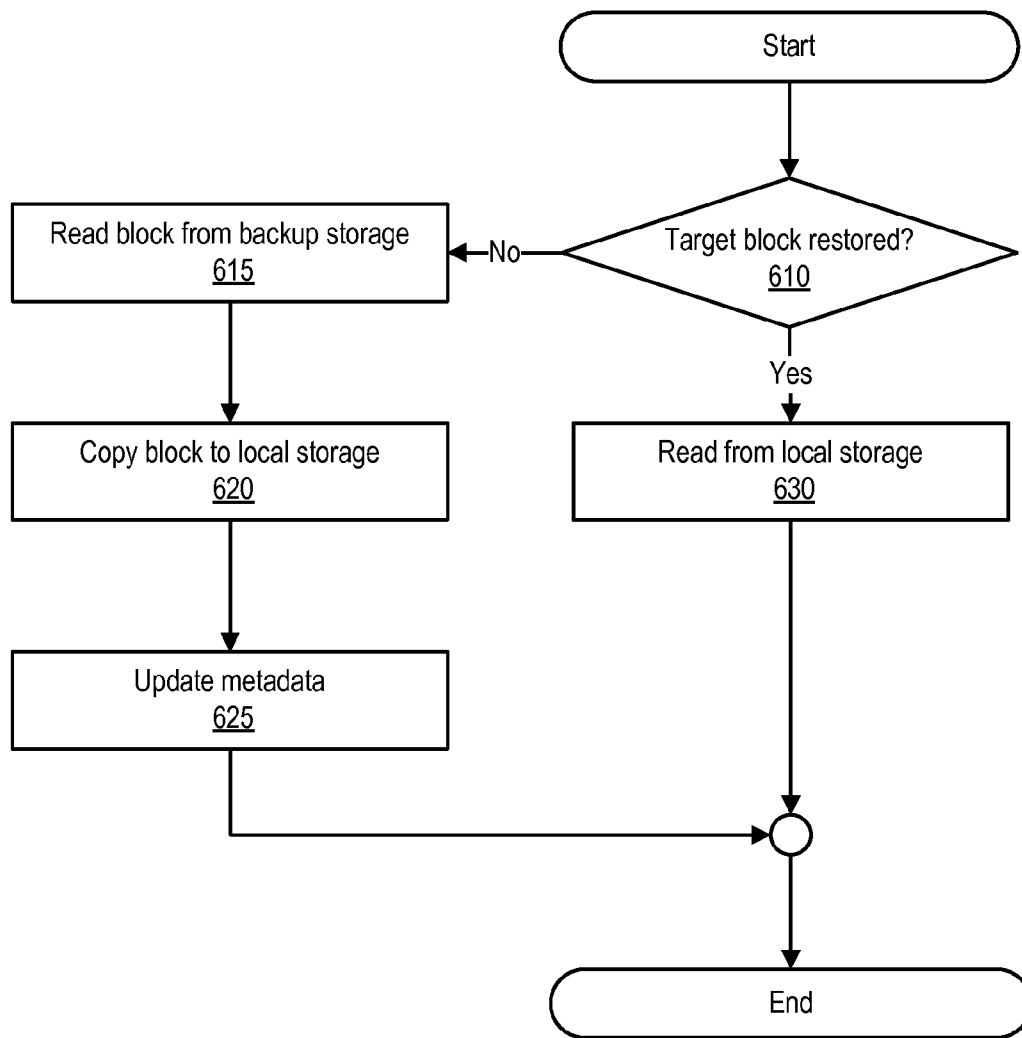 Start
Target block restored?
610
No
Yes
Read block from backup storage
615
Copy block to local storage
620
Update metadata
625
Read from local storage
630
End